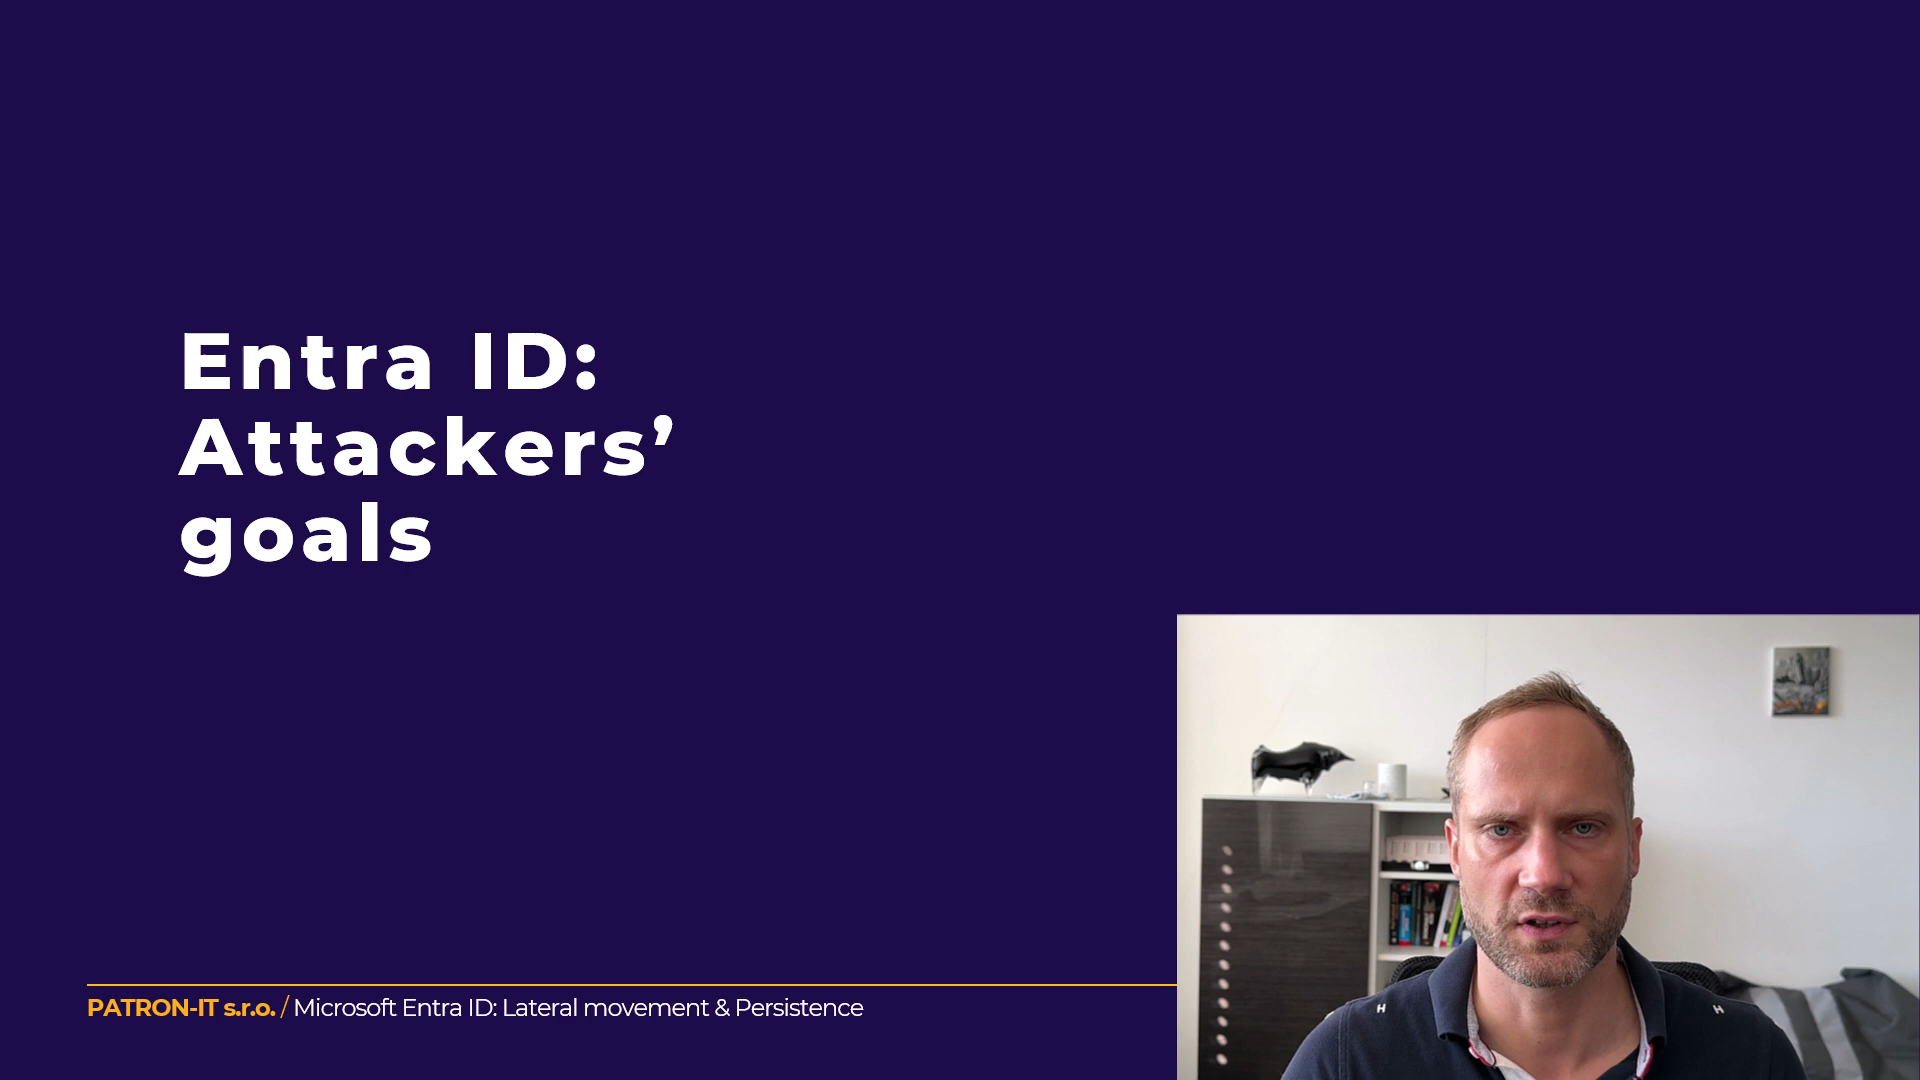 Entra ID:
Attackers’
goals
PATRON-IT s.r.o. / Microsoft Entra ID: Lateral movement & Persistence
H H